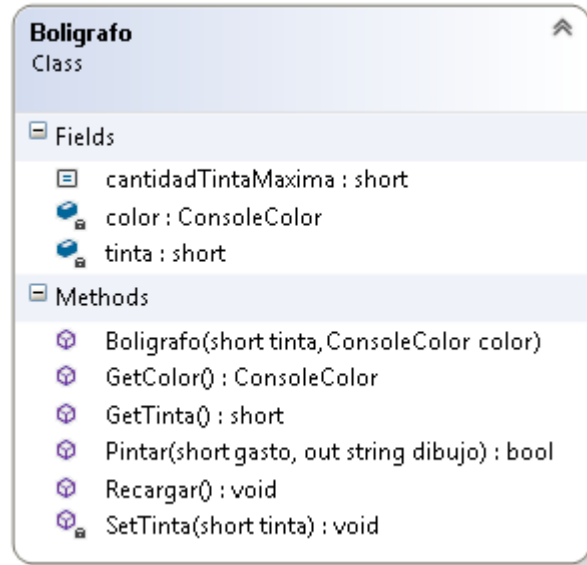 Boligrafo
Class
Fields
cantidadTintaMaxima : short
color : ConsoleColor
tinta : short
Methods
Boligrafo(short tinta, ConsoleColor color)
GetColor() : ConsoleColor
GetTinta() : short
Pintar(short gasto, out string dibujo) : bool
Recargar() : void
SetTinta(short tinta) : void